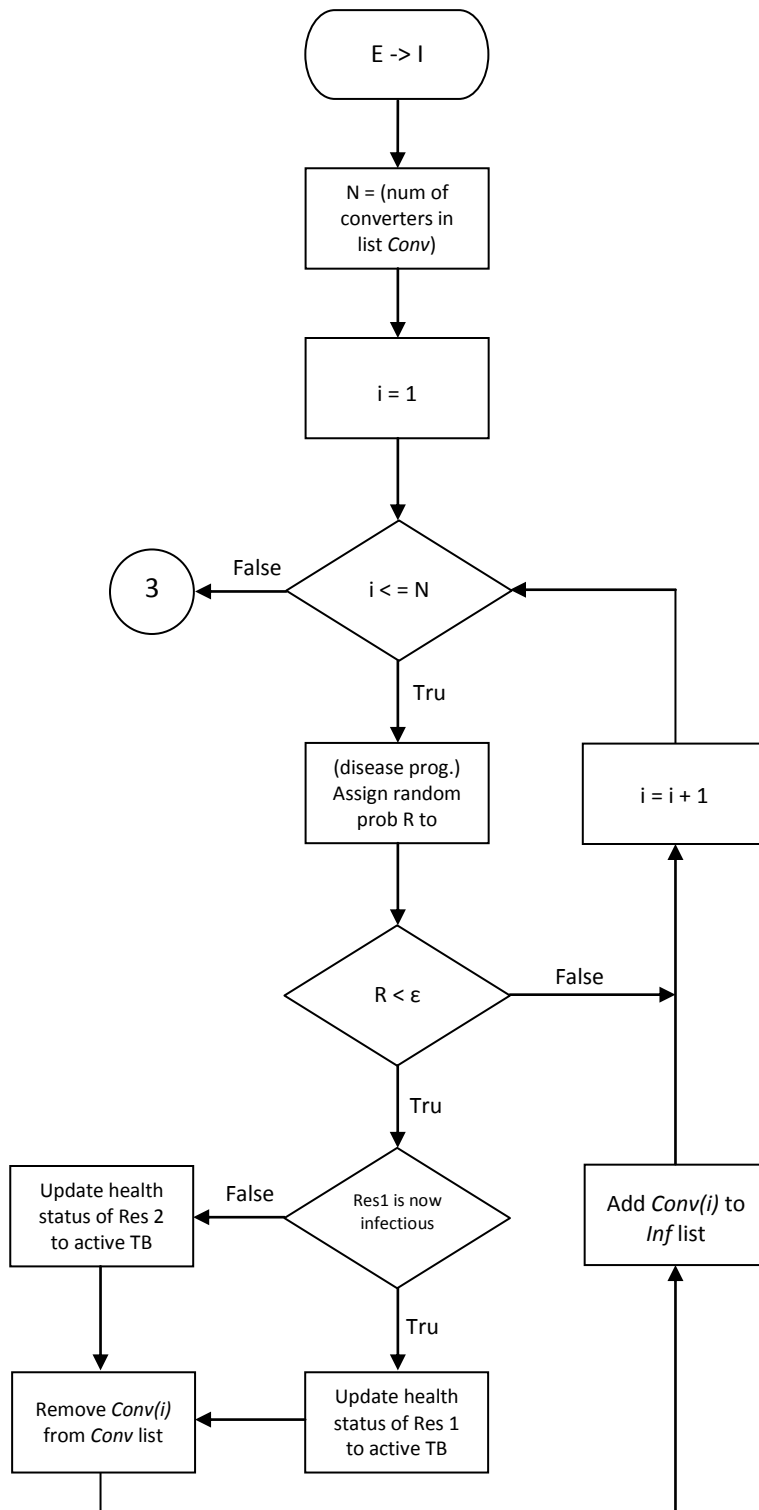 E -> I
N = (num of
converters in
list Conv)
i = 1
i < = N
False
3
Tru
(disease prog.)
Assign random
prob R to
i = i + 1
R < ε
False
Tru
Res1 is now
infectious
False
Update health
status of Res 2
to active TB
Add Conv(i) to
Inf list
Tru
Remove Conv(i)
from Conv list
Update health
status of Res 1
to active TB